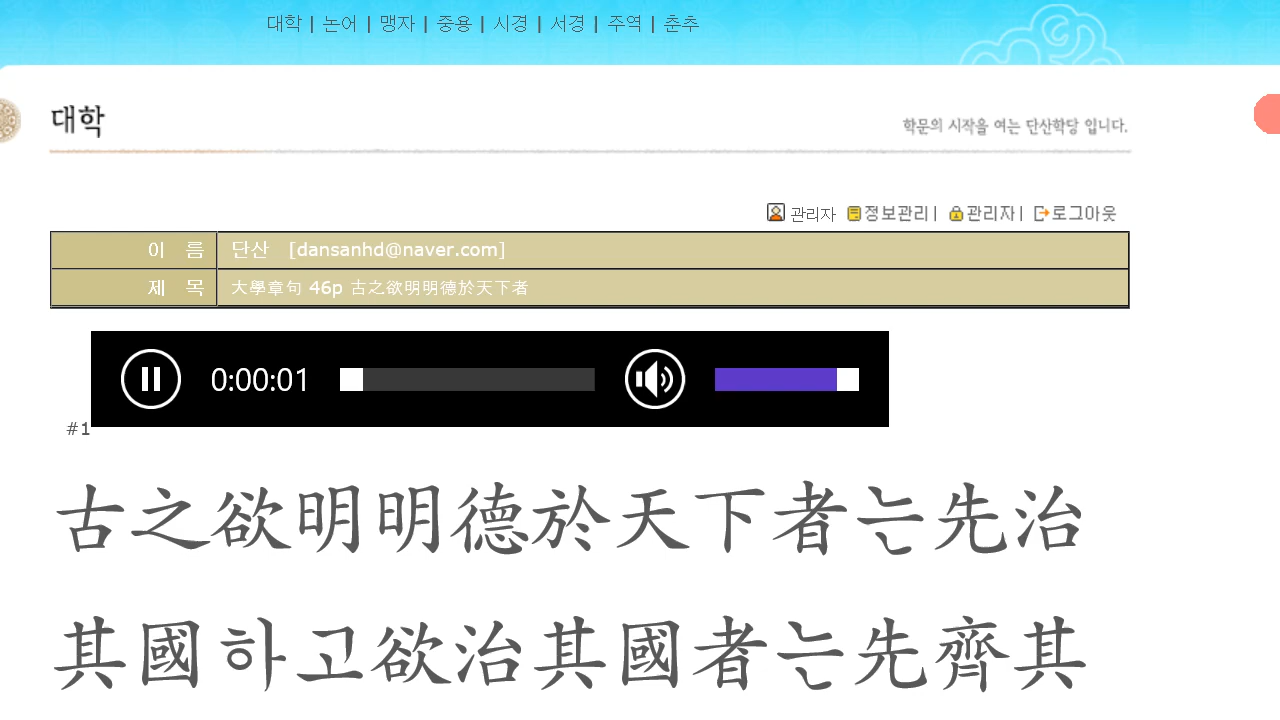 대학 | 논어 | 맹자 | 중용 | 시경 | 서경 | 주역 | 춘추
대학
학문의 시작을 여는 단산학당 입니다.
관리자 정보관리 | 관리자 | 로그아웃
이 름 단산 [dansanhd@naver.com]
제 목 大學章句 46p 古之欲明明德於天下者
0:00:01
#1
古之欲明明德於天下者는先治
其國하고欲治其國者는先齊其